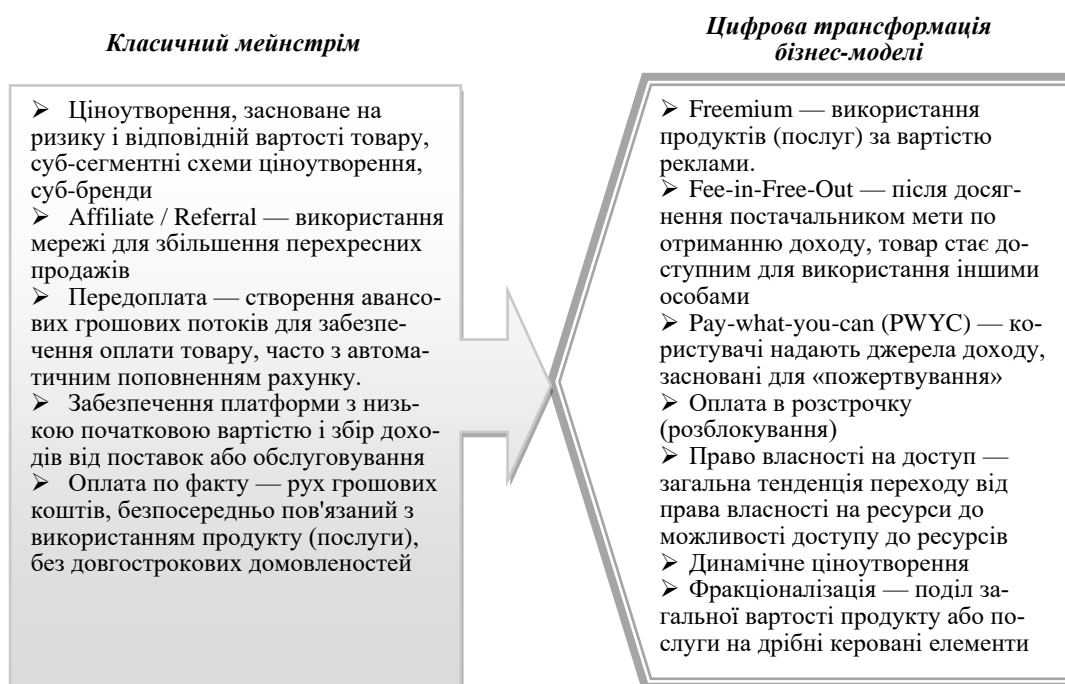 Класичний мейнстрім
➢ Ціноутворення, засноване на
ризику і відповідній вартості товару,
суб-сегментні схеми ціноутворення,
суб-бренди
➢ Affiliate / Referral — використання
мережі для збільшення перехресних
продажів
➢ Передоплата — створення авансо-
вих грошових потоків для забезпе-
чення оплати товару, часто з автома-
тичним поповненням рахунку.
➢ Забезпечення платформи з низь-
кою початковою вартістю і збір дохо-
дів від поставок або обслуговування
➢ Оплата по факту — рух грошових
коштів, безпосередньо пов'язаний з
використанням продукту (послуги),
без довгострокових домовленостей
Цифрова трансформація
бізнес-моделі
➢ Freemium — використання
продуктів (послуг) за вартістю
реклами.
➢ Fee-in-Free-Out — після досяг-
нення постачальником мети по
отриманню доходу, товар стає до-
ступним для використання іншими
особами
➢ Pay-what-you-can (PWYC) — ко-
ристувачі надають джерела доходу,
засновані для «пожертвування»
➢ Оплата в розстрочку
(розблокування)
➢ Право власності на доступ —
загальна тенденція переходу від
права власності на ресурси до
можливості доступу до ресурсів
➢ Динамічне ціноутворення
➢ Фракціоналізація — поділ за-
гальної вартості продукту або по-
слуги на дрібні керовані елементи